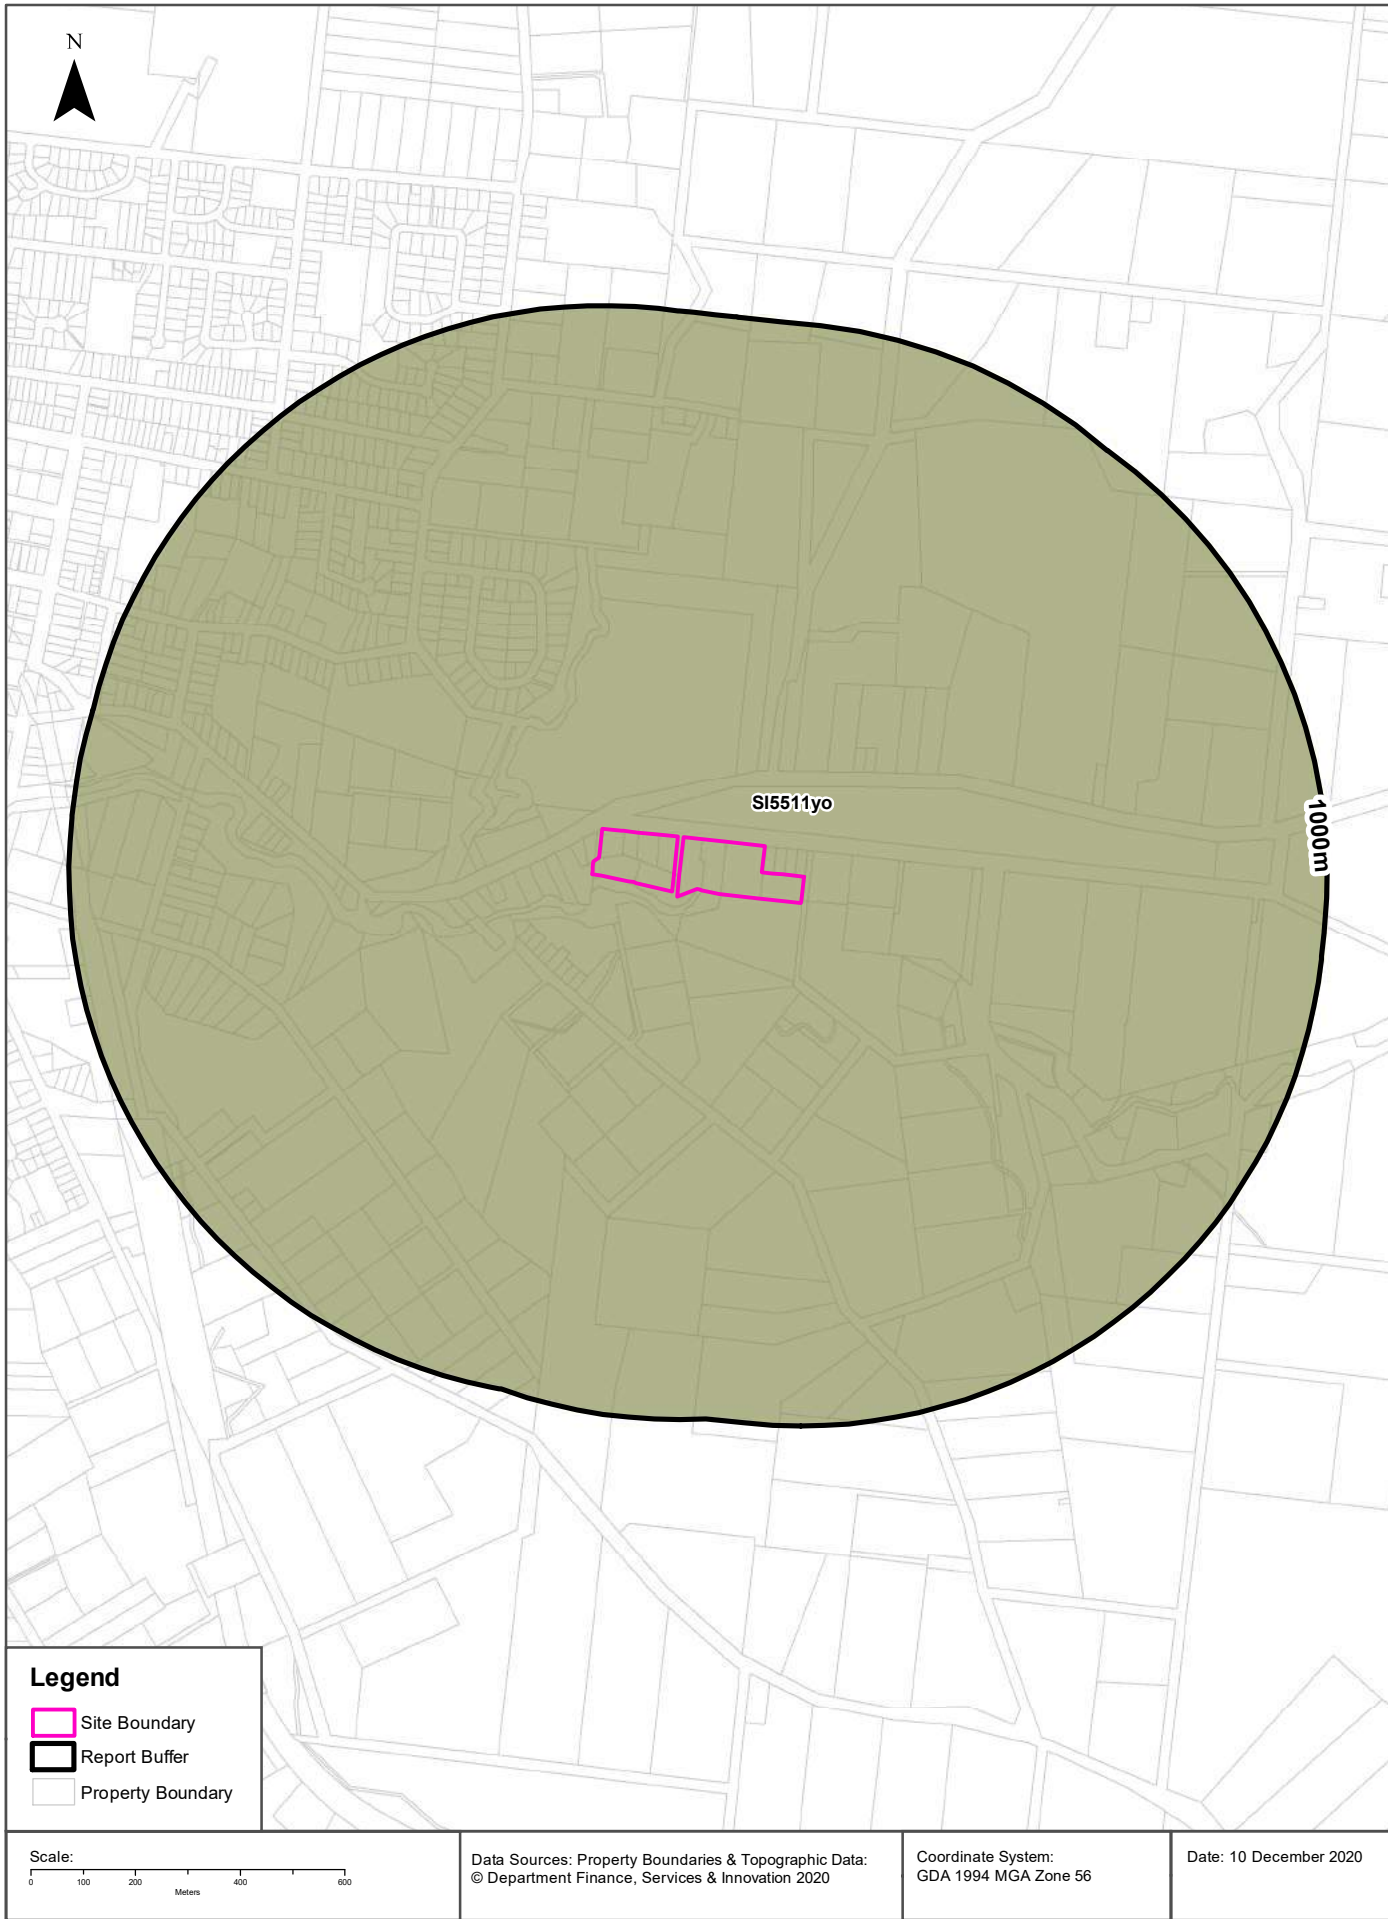 N
SI5511yo
1000m
Legend
Site Boundary
Report Buffer
Property Boundary
Scale:
0 100 200 400 600
Meters
Data Sources: Property Boundaries & Topographic Data:
© Department Finance, Services & Innovation 2020
Coordinate System:
GDA 1994 MGA Zone 56
Date: 10 December 2020